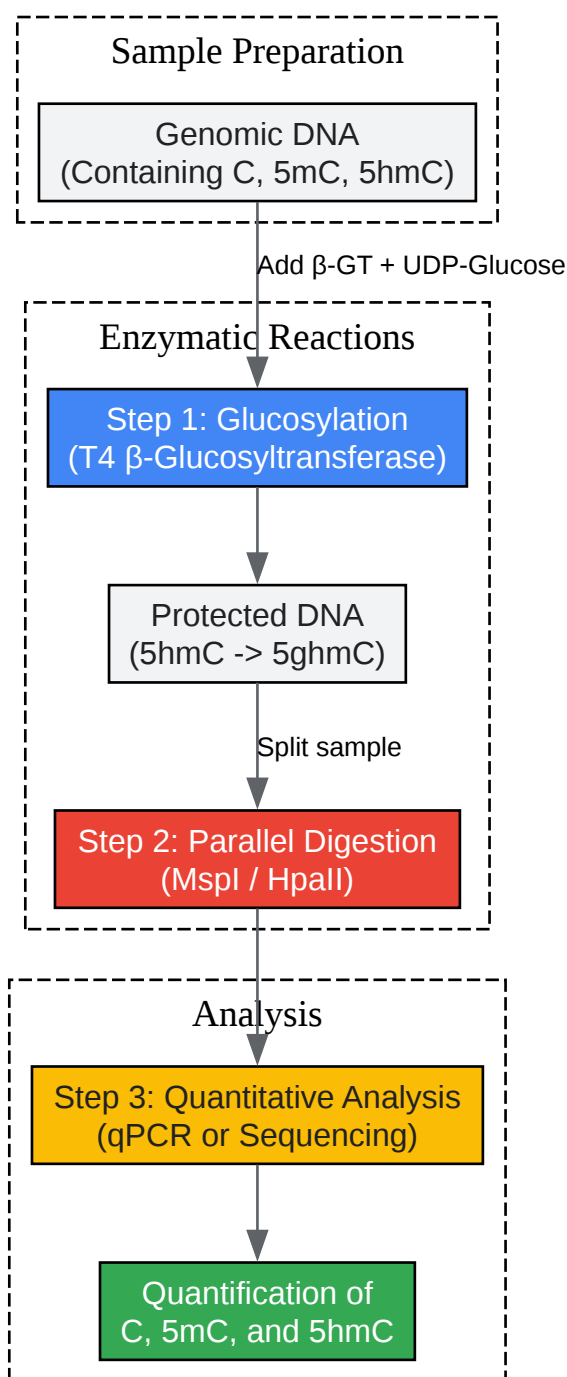 Sample Preparation
Genomic DNA
(Containing C, 5mC, 5hmC)
Add β-GT + UDP-Glucose
Enzymatic Reactions
Step 1: Glucosylation
(T4 β-Glucosyltransferase)
Protected DNA
(5hmC -> 5ghmC)
Split sample
Step 2: Parallel Digestion
(MspI / HpaII)
Analysis
Step 3: Quantitative Analysis
(qPCR or Sequencing)
Quantification of
C, 5mC, and 5hmC